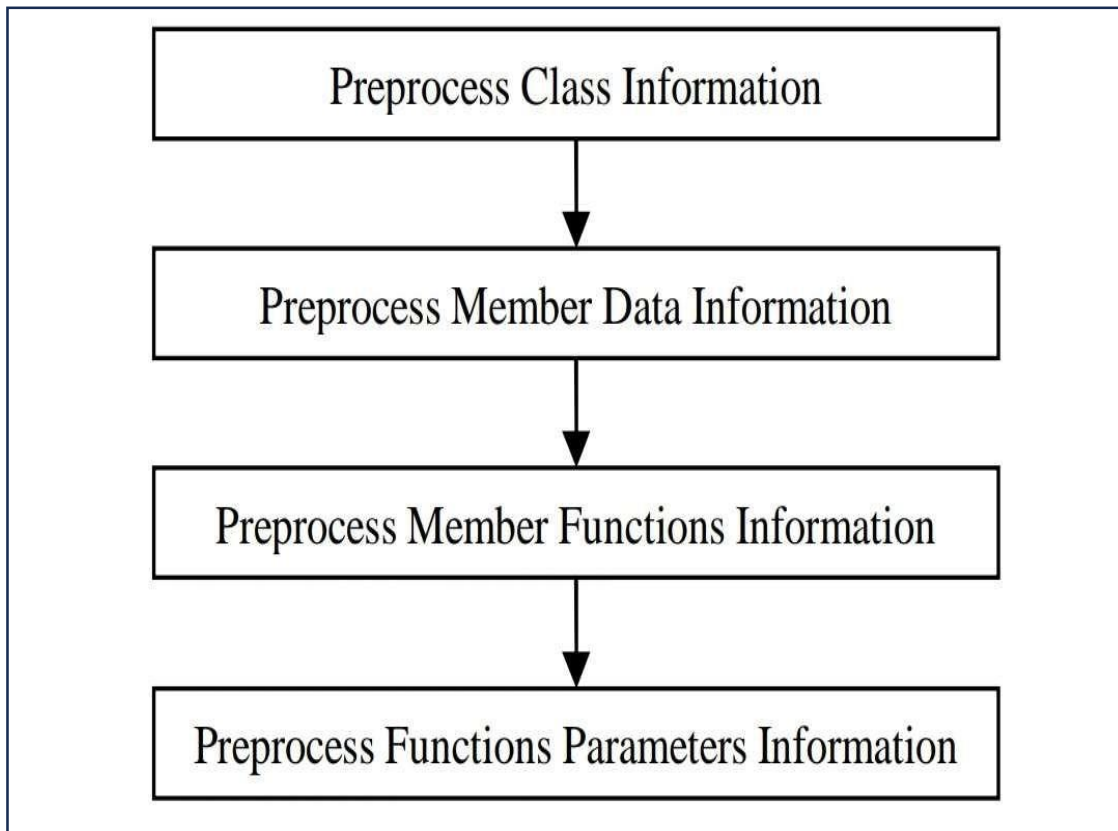 Preprocess Class Information
Preprocess Member Data Information
Preprocess Member Functions Information
Preprocess Functions Parameters Information